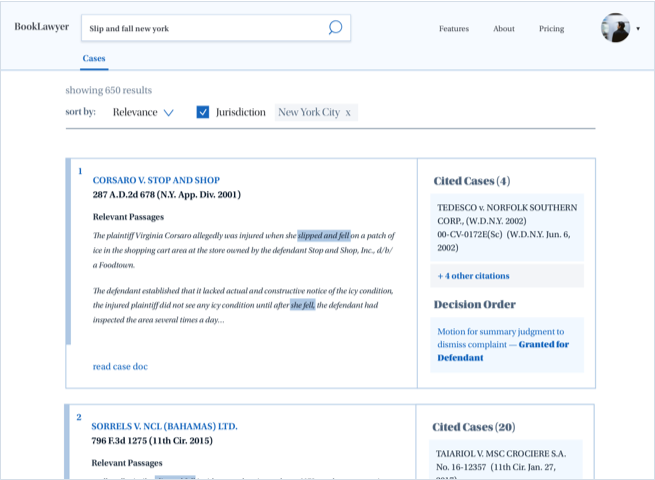 BookLawyer
Slip and fall new york
Features About Pricing
Cases
showing 650 results
sort by: Relevance Jurisdiction New York City x
1
CORSARO V. STOP AND SHOP
287 A.D.2d 678 (N.Y. App. Div. 2001)
Relevant Passages
The plaintiff Virginia Corsaro allegedly was injured when she slipped and fell on a patch of
ice in the shopping cart area at the store owned by the defendant Stop and Shop, Inc., d/b/
a Foodtown.
The defendant established that it lacked actual and constructive notice of the icy condition,
the injured plaintiff did not see any icy condition until after she fell, the defendant had
inspected the area several times a day...
read case doc
Cited Cases (4)
TEDESCO v. NORFOLK SOUTHERN
CORP., (W.D.N.Y. 2002)
00-CV-0172E(Sc) (W.D.N.Y. Jun. 6,
2002)
+ 4 other citations
Decision Order
Motion for summary judgment to
dismiss complaint — Granted for
Defendant
2
SORRELS V. NCL (BAHAMAS) LTD.
796 F.3d 1275 (11th Cir. 2015)
Relevant Passages
Cited Cases (20)
TAIARIOL V. MSC CROCIERE S.A.
No. 16-12357 (11th Cir. Jan. 27,